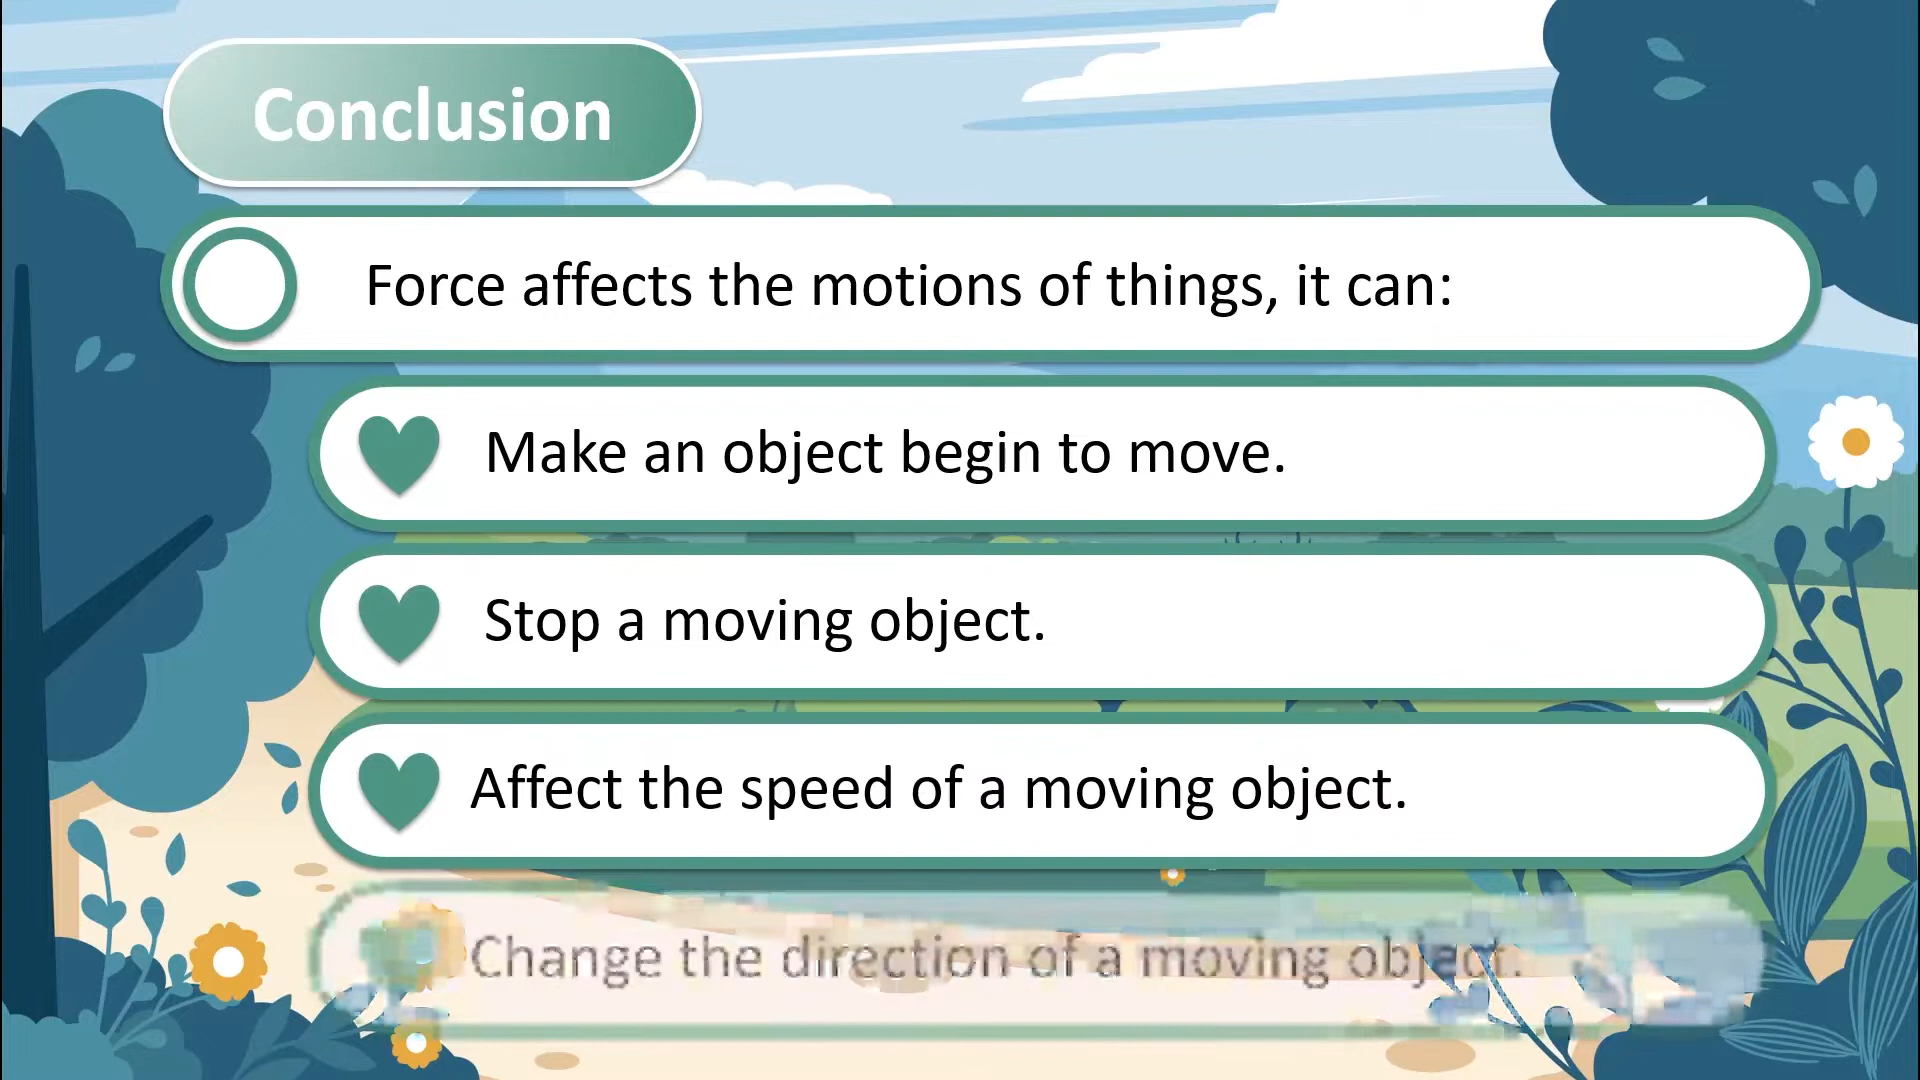 Conclusion
Force affects the motions of things, it can:
Make an object begin to move.
Stop a moving object.
Affect the speed of a moving object.
Change the direction of a moving object.